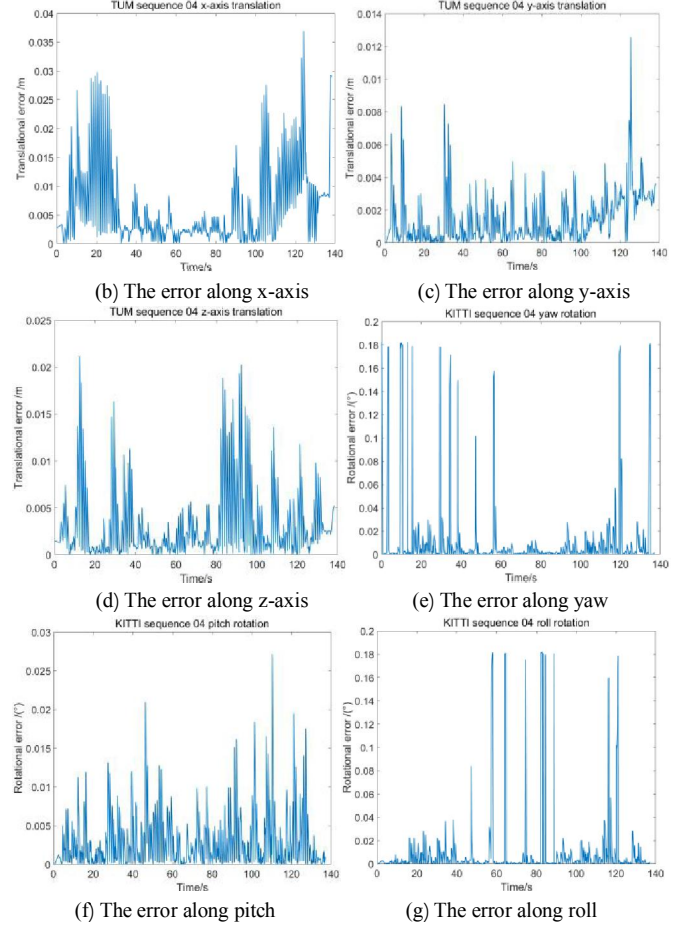 TUM sequence 04 x-axis translation
0.04
0.035
0.03
0.025
0.02
0.015
0.01
0.005
0
Translational error /m
0 20 40 60 80 100 120 140
Time/s
(b) The error along x-axis
TUM sequence 04 y-axis translation
0.014
0.012
0.01
0.008
0.006
0.004
0.002
0
Translational error /m
0 20 40 60 80 100 120 140
Time/s
(c) The error along y-axis
TUM sequence 04 z-axis translation
0.025
0.02
0.015
0.01
0.005
0
Translational error /m
0 20 40 60 80 100 120 140
Time/s
(d) The error along z-axis
KITTI sequence 04 yaw rotation
0.2
0.18
0.16
0.14
0.12
0.1
0.08
0.06
0.04
0.02
0
Rotational error /(°)
0 20 40 60 80 100 120 140
Time/s
(e) The error along yaw
KITTI sequence 04 pitch rotation
0.03
0.025
0.02
0.015
0.01
0.005
0
Rotational error /(°)
0 20 40 60 80 100 120 140
Time/s
(f) The error along pitch
KITTI sequence 04 roll rotation
0.2
0.18
0.16
0.14
0.12
0.1
0.08
0.06
0.04
0.02
0
Rotational error /(°)
0 20 40 60 80 100 120 140
Time/s
(g) The error along roll